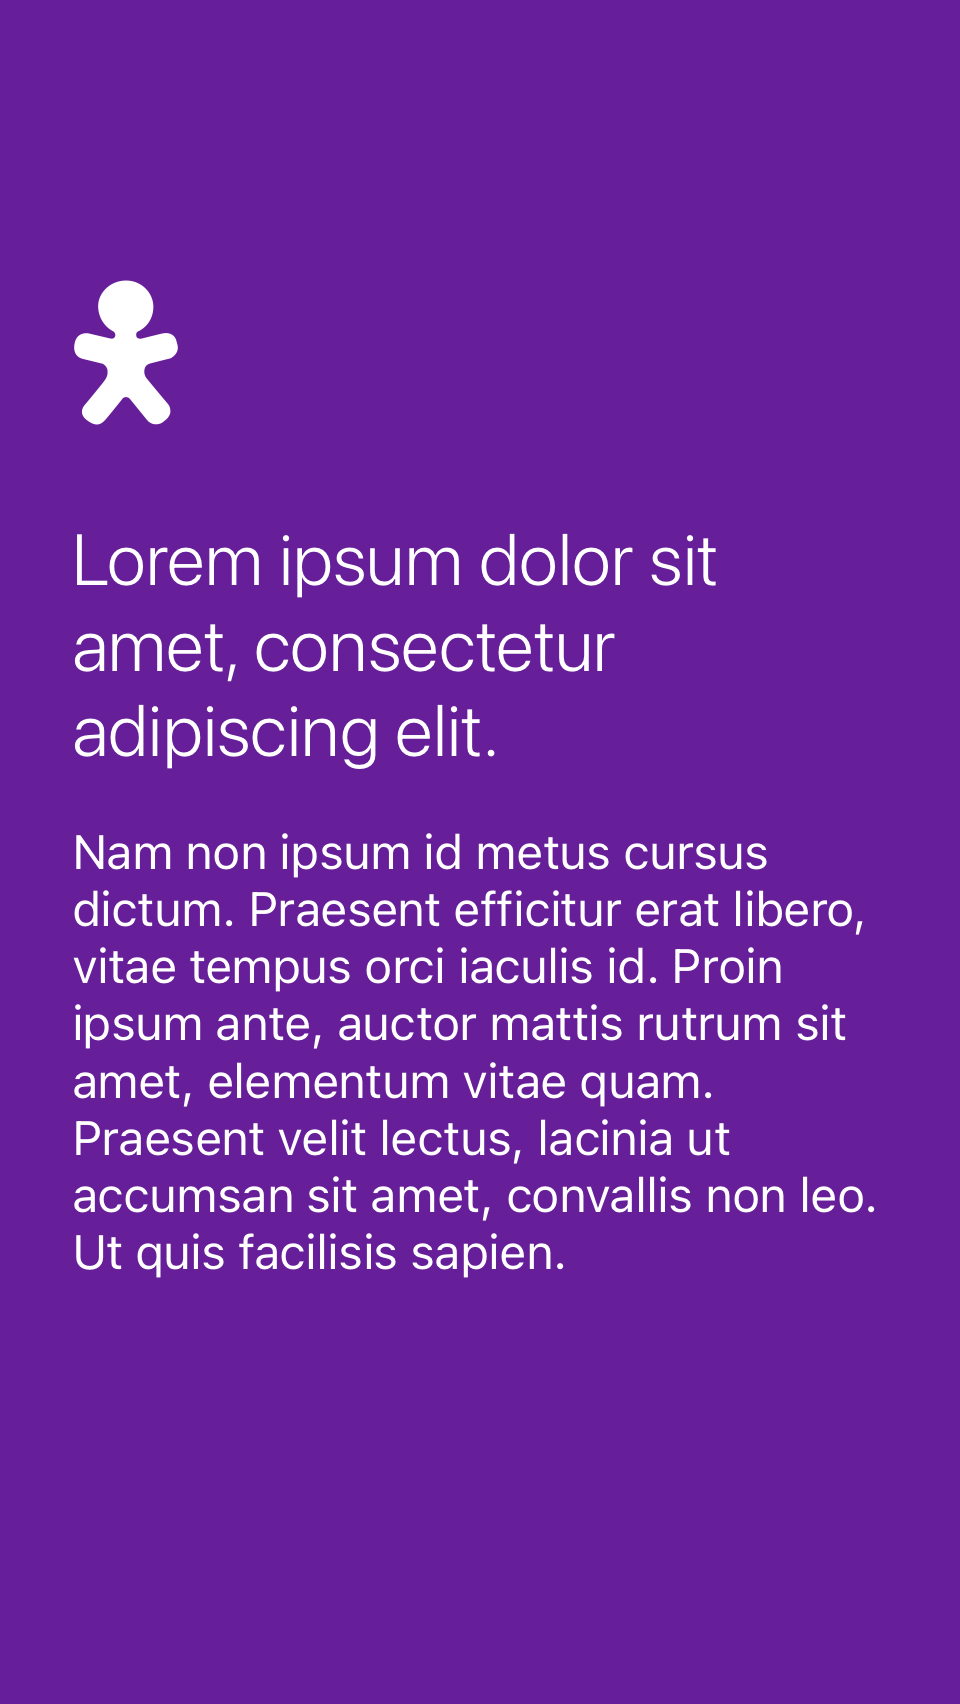 Lorem ipsum dolor sit
amet, consectetur
adipiscing elit.
Nam non ipsum id metus cursus
dictum. Praesent efficitur erat libero,
vitae tempus orci iaculis id. Proin
ipsum ante, auctor mattis rutrum sit
amet, elementum vitae quam.
Praesent velit lectus, lacinia ut
accumsan sit amet, convallis non leo.
Ut quis facilisis sapien.